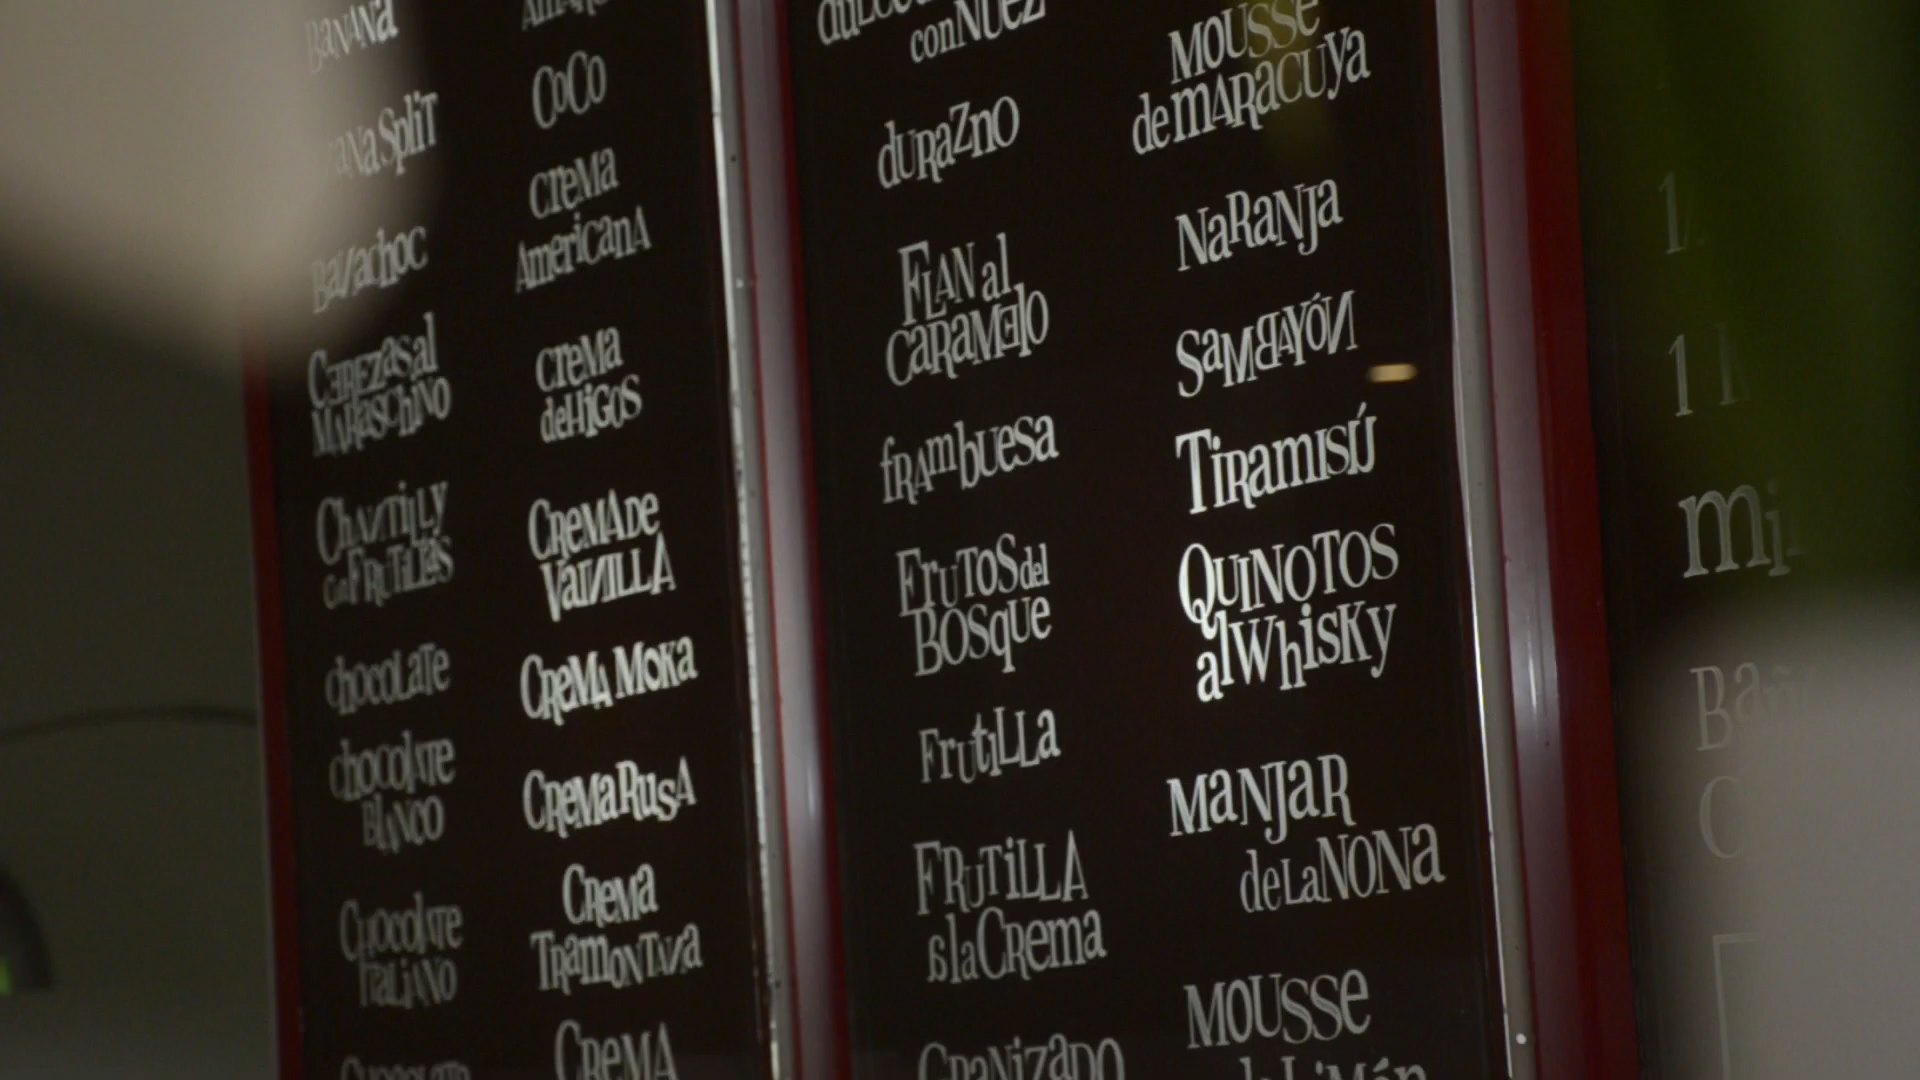 BANANA
Split
Bazachoc
CEREZAS al
MARASCHINO
CHANTILLY
con FRUTILLAS
chocolate
chocolate
BLANCO
CHOCOLATE
ITALIANO
CHOCOLATE
COCO
CREMA
AmericanA
CREMA
de HIGOS
CREMA DE
VAINILLA
CREMA MOKA
CREMA RUSA
CREMA
TRAMONTANA
CREMA
con NUEZ
dURAZNO
FLAN al
CARAMElO
fRAmbUESA
FRUTOS del
BOSQUE
FrUTiLLA
FRUTiLLA
a la CREMA
GRANIZADO
MOUSSE
de MARACUYA
NARANJA
SAMBAYÓN
TIRAMISÚ
QUINOTOS
al WHISKY
MANJAR
de LA NONA
MOUSSE
de LIMÓN